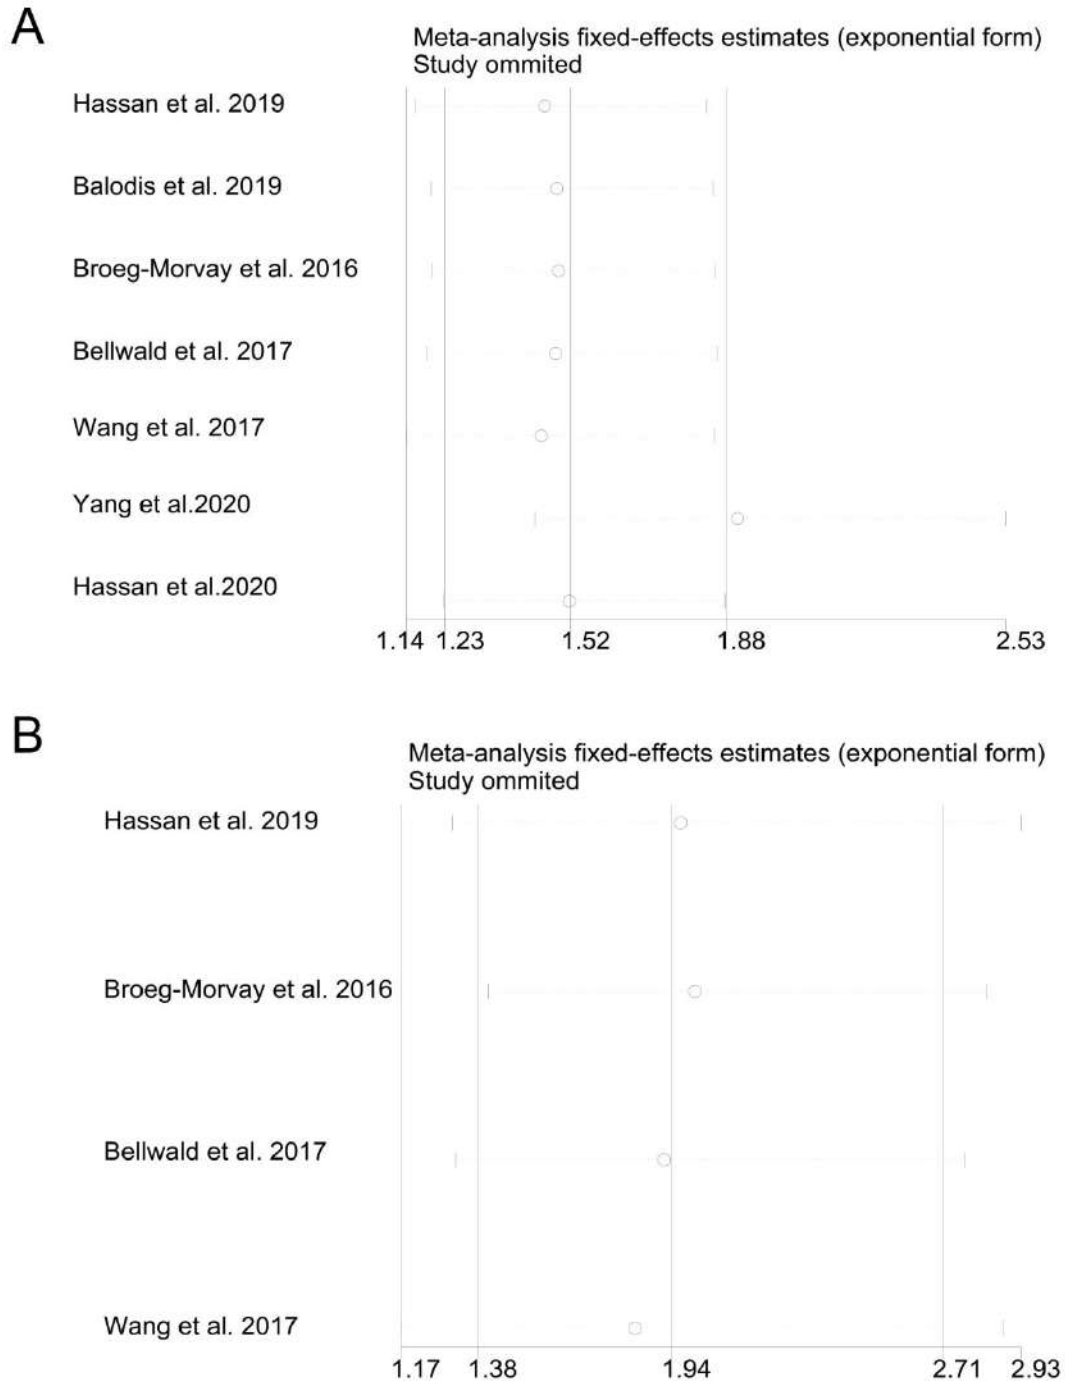 A
Meta-analysis fixed-effects estimates (exponential form)
Study ommited
Hassan et al. 2019
Balodis et al. 2019
Broeg-Morvay et al. 2016
Bellwald et al. 2017
Wang et al. 2017
Yang et al.2020
Hassan et al.2020
1.14 1.23 1.52 1.88 2.53
B
Meta-analysis fixed-effects estimates (exponential form)
Study ommited
Hassan et al. 2019
Broeg-Morvay et al. 2016
Bellwald et al. 2017
Wang et al. 2017
1.17 1.38 1.94 2.71 2.93